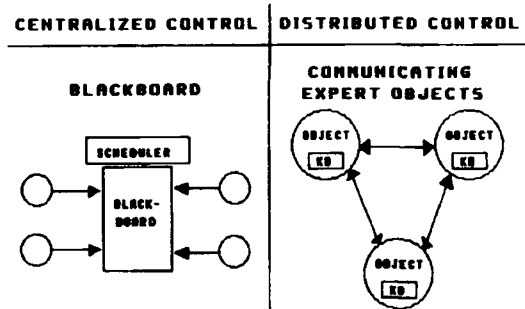 CENTRALIZED CONTROL
DISTRIBUTED CONTROL
BLACKBOARD
SCHEDULER
BLACK-
BOARD
COMMUNICATING
EXPERT OBJECTS
OBJECT
KB
OBJECT
KB
OBJECT
KB